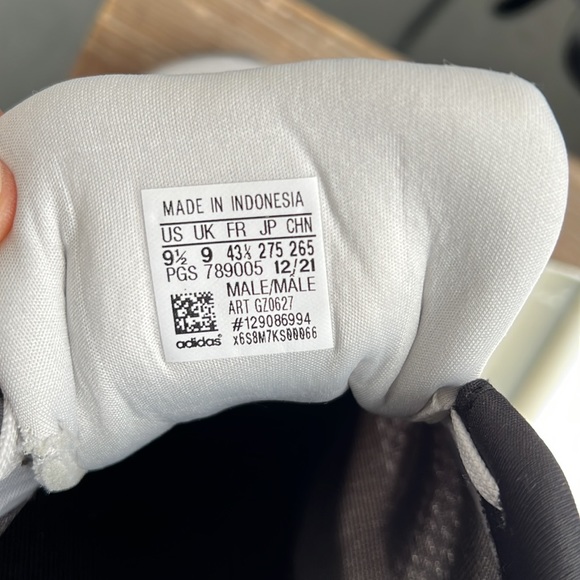 MADE IN INDONESIA
US UK FR JP CHN
9½ 9 43⅓ 275 265
PGS 789005 12/21
MALE/MALE
ART GZ0627
#129086994
adidas® x6S8M7KS00066